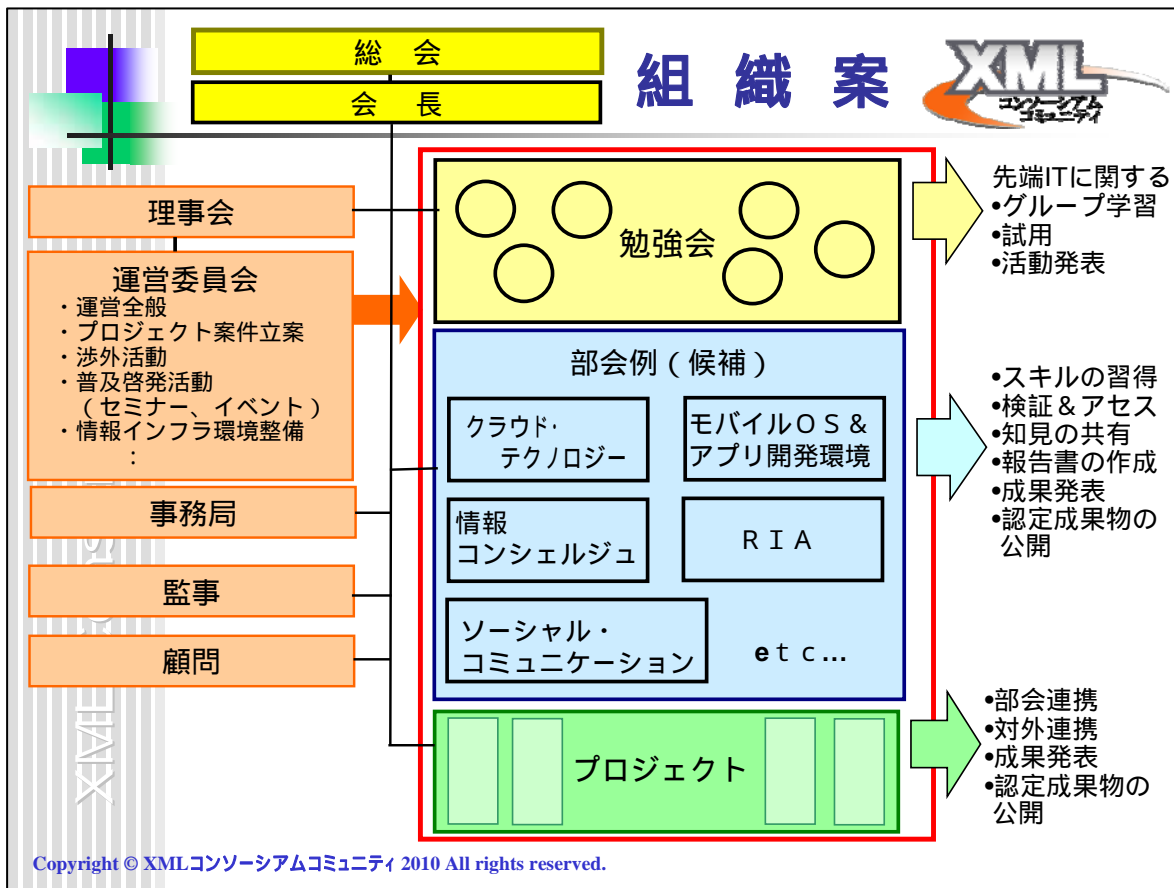 総 会
会 長
組 織 案
XML
コンソーシアム
コミュニティ
理事会
運営委員会
・運営全般
・プロジェクト案件立案
・渉外活動
・普及啓発活動
（セミナー、イベント）
・情報インフラ環境整備
：
事務局
監事
顧問
勉強会
部会例（候補）
クラウド・
テクノロジー
モバイルＯＳ＆
アプリ開発環境
情報
コンシェルジュ
ＲＩＡ
ソーシャル・
コミュニケーション
ｅｔｃ…
プロジェクト
先端ITに関する
•グループ学習
•試用
•活動発表
•スキルの習得
•検証＆アセス
•知見の共有
•報告書の作成
•成果発表
•認定成果物の
公開
•部会連携
•対外連携
•成果発表
•認定成果物の
公開
XML
Copyright © XMLコンソーシアムコミュニティ 2010 All rights reserved.